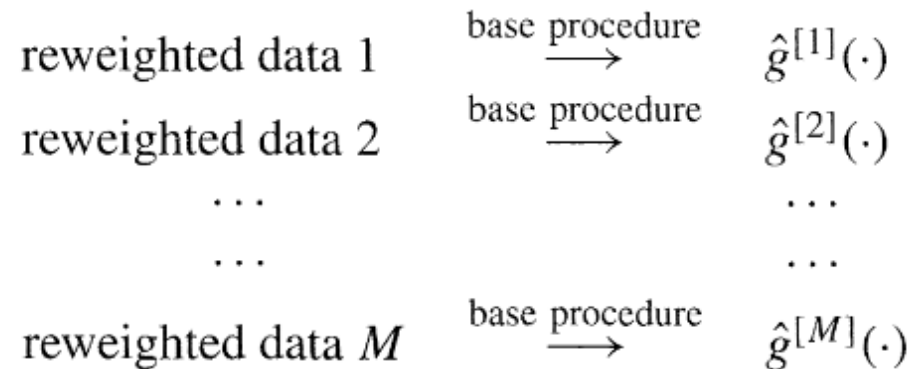 reweighted data 1 base procedure ⟶ ĝ^[1](·)
reweighted data 2 base procedure ⟶ ĝ^[2](·)
... ...
... ...
reweighted data M base procedure ⟶ ĝ^[M](·)